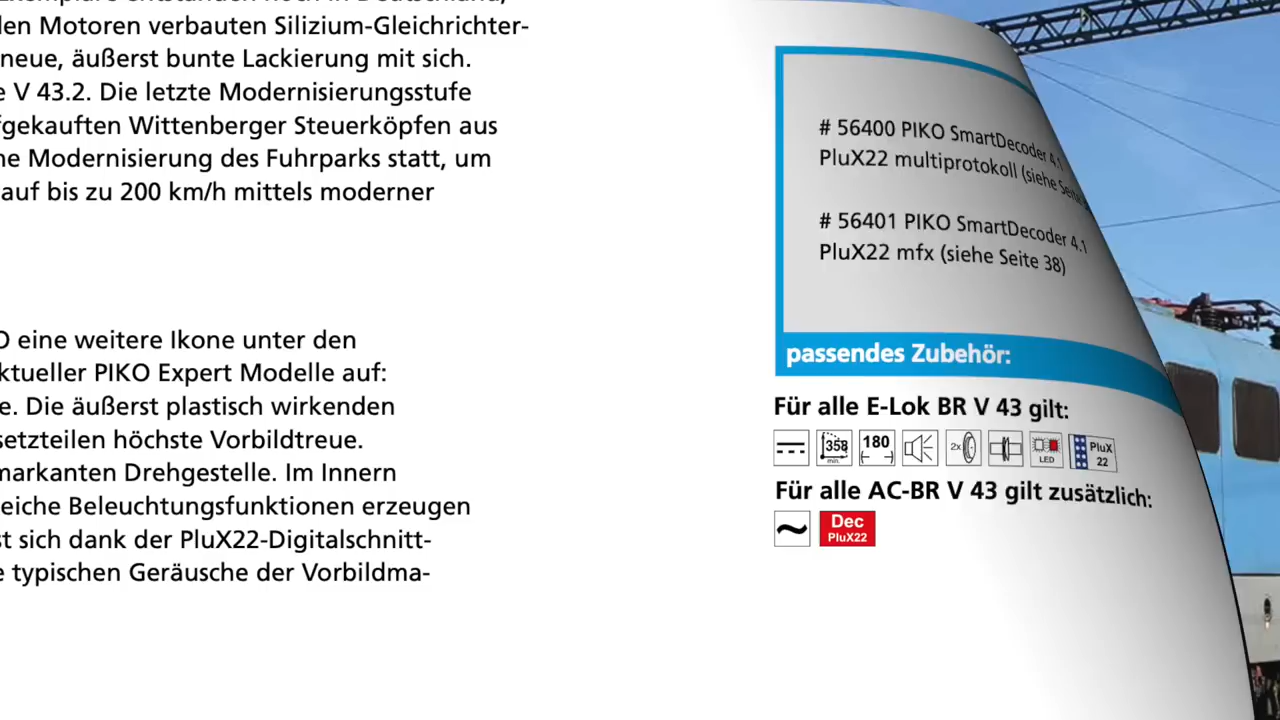 den Motoren verbauten Silizium-Gleichrichter-
neue, äußerst bunte Lackierung mit sich.
e V 43.2. Die letzte Modernisierungsstufe
fgekauften Wittenberger Steuerköpfen aus
ne Modernisierung des Fuhrparks statt, um
auf bis zu 200 km/h mittels moderner
O eine weitere Ikone unter den
ktueller PIKO Expert Modelle auf:
e. Die äußerst plastisch wirkenden
setzteilen höchste Vorbildtreue.
markanten Drehgestelle. Im Innern
eiche Beleuchtungsfunktionen erzeugen
st sich dank der PluX22-Digitalschnitt-
e typischen Geräusche der Vorbildma-
# 56400 PIKO SmartDecoder 4.1
PluX22 multiprotokoll (siehe Seite
# 56401 PIKO SmartDecoder 4.1
PluX22 mfx (siehe Seite 38)
passendes Zubehör:
Für alle E-Lok BR V 43 gilt:
358 min. 180 2x LED PluX 22
Für alle AC-BR V 43 gilt zusätzlich:
Dec
PluX22